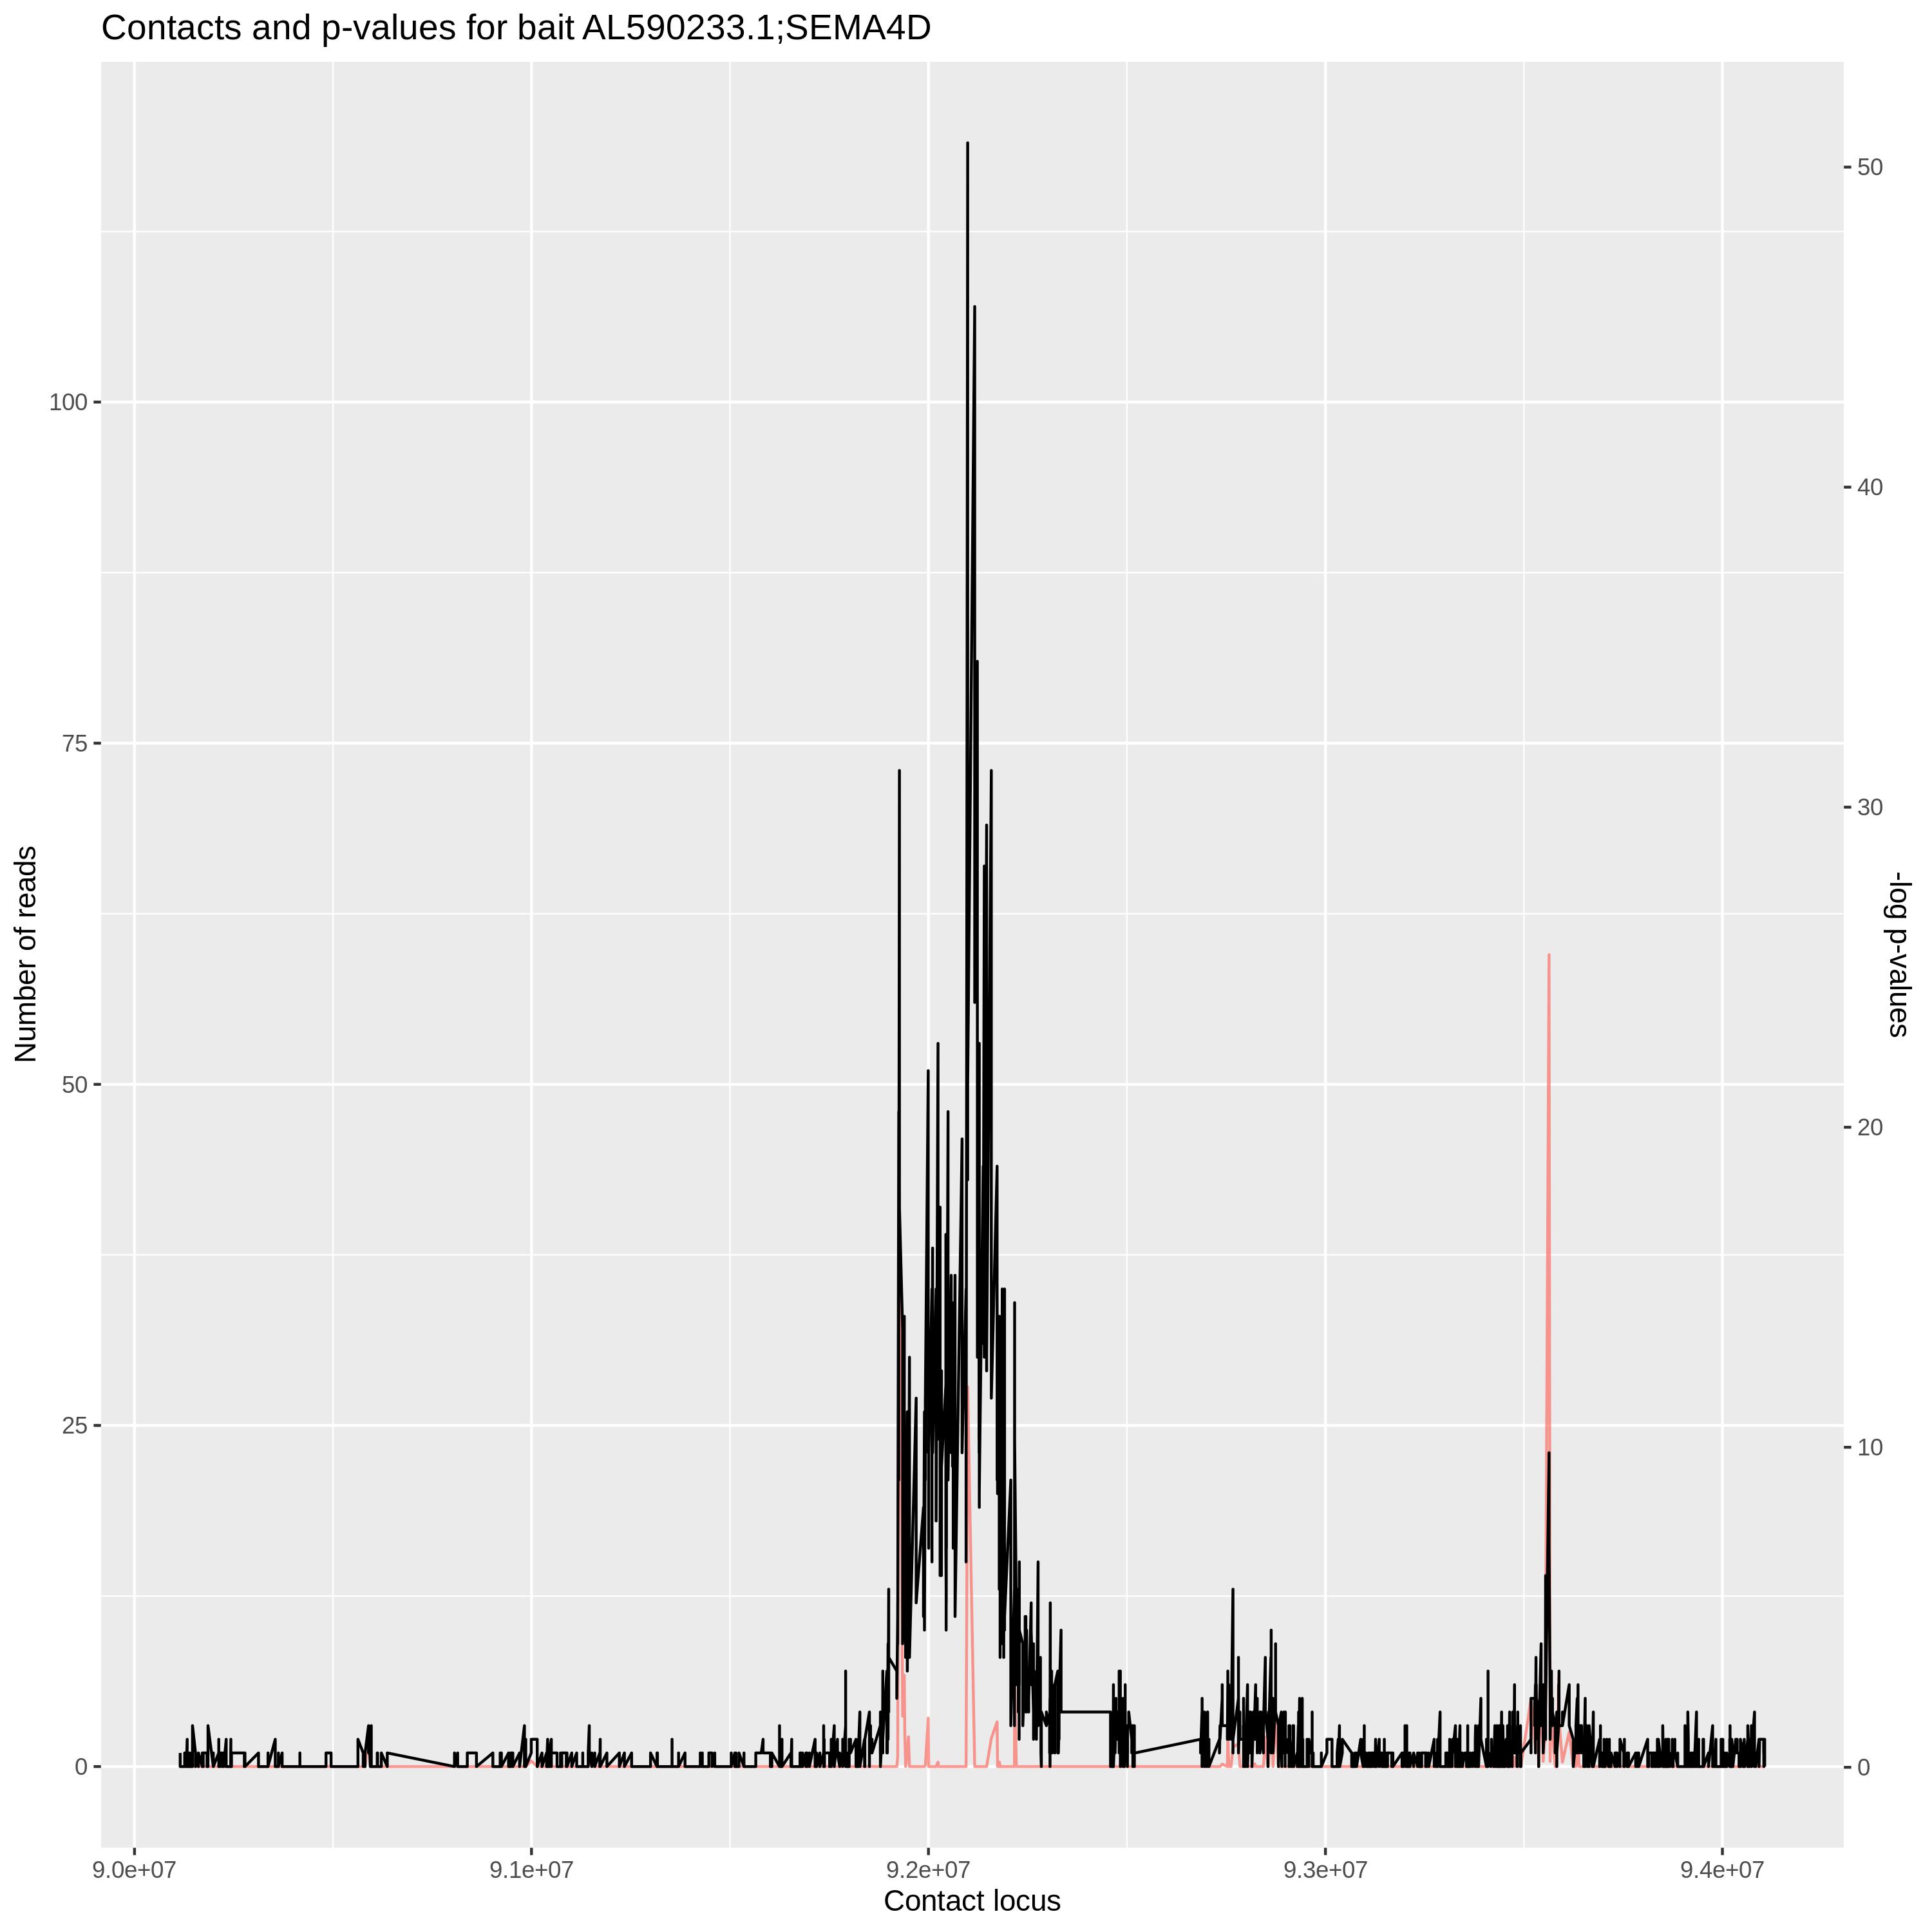 Contacts and p-values for bait AL590233.1;SEMA4D
Number of reads
100
75
50
25
0
50
40
30
20
10
0
-log p-values
9.0e+07 9.1e+07 9.2e+07 9.3e+07 9.4e+07
Contact locus